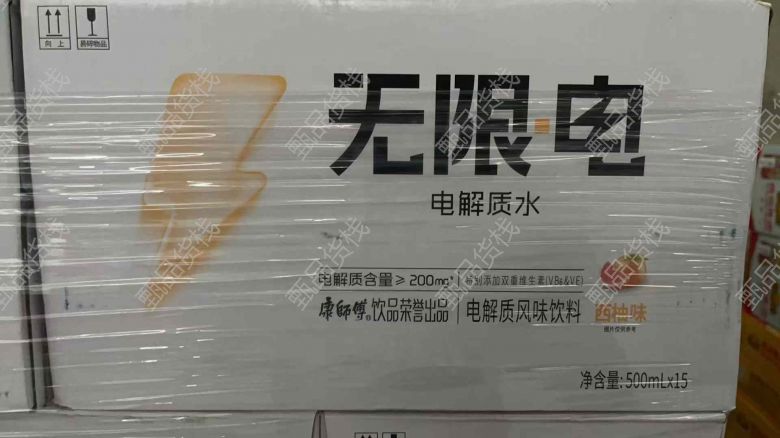 向上
易碎物品
无限·电
电解质水
电解质含量≥200mg* 特别添加双重维生素(VB₆&VE)
康师傅®饮品荣誉出品 电解质风味饮料
西柚味
图片仅供参考
净含量:500mLx15
甄品货栈